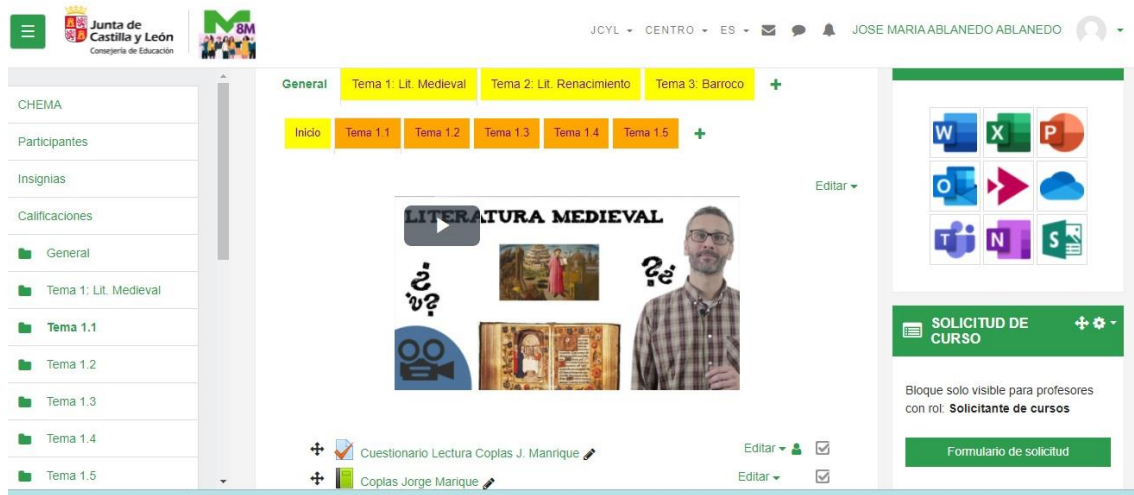 Junta de
Castilla y León
Consejería de Educación
8M
JCYL CENTRO ES JOSE MARIA ABLANEDO ABLANEDO
CHEMA
Participantes
Insignias
Calificaciones
General
Tema 1: Lit. Medieval
Tema 1.1
Tema 1.2
Tema 1.3
Tema 1.4
Tema 1.5
General Tema 1: Lit. Medieval Tema 2: Lit. Renacimiento Tema 3: Barroco
Inicio Tema 1.1 Tema 1.2 Tema 1.3 Tema 1.4 Tema 1.5
Editar
LITERATURA MEDIEVAL
¿?
¿?
Cuestionario Lectura Coplas J. Manrique Editar
Coplas Jorge Marique Editar
W X P
O
T N S
SOLICITUD DE
CURSO
Bloque solo visible para profesores
con rol: Solicitante de cursos
Formulario de solicitud